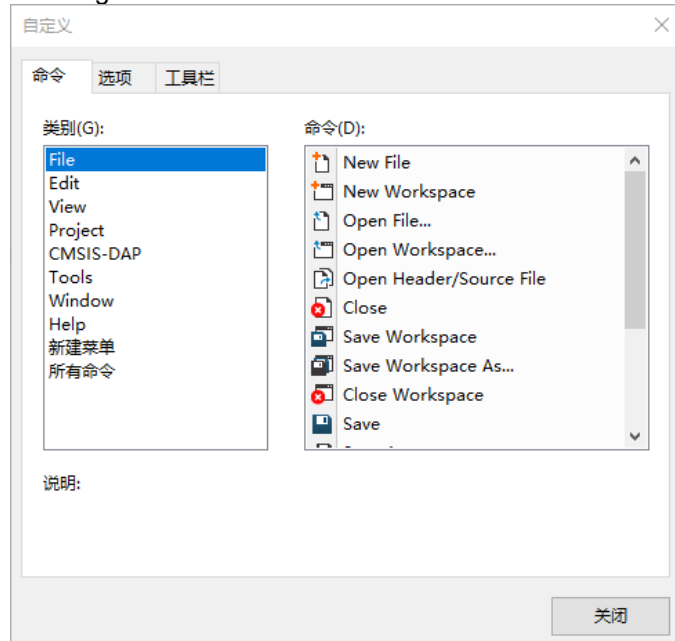 自定义
命令 选项 工具栏
类别(G):
File
Edit
View
Project
CMSIS-DAP
Tools
Window
Help
新建菜单
所有命令
命令(D):
New File
New Workspace
Open File...
Open Workspace...
Open Header/Source File
Close
Save Workspace
Save Workspace As...
Close Workspace
Save
说明:
关闭